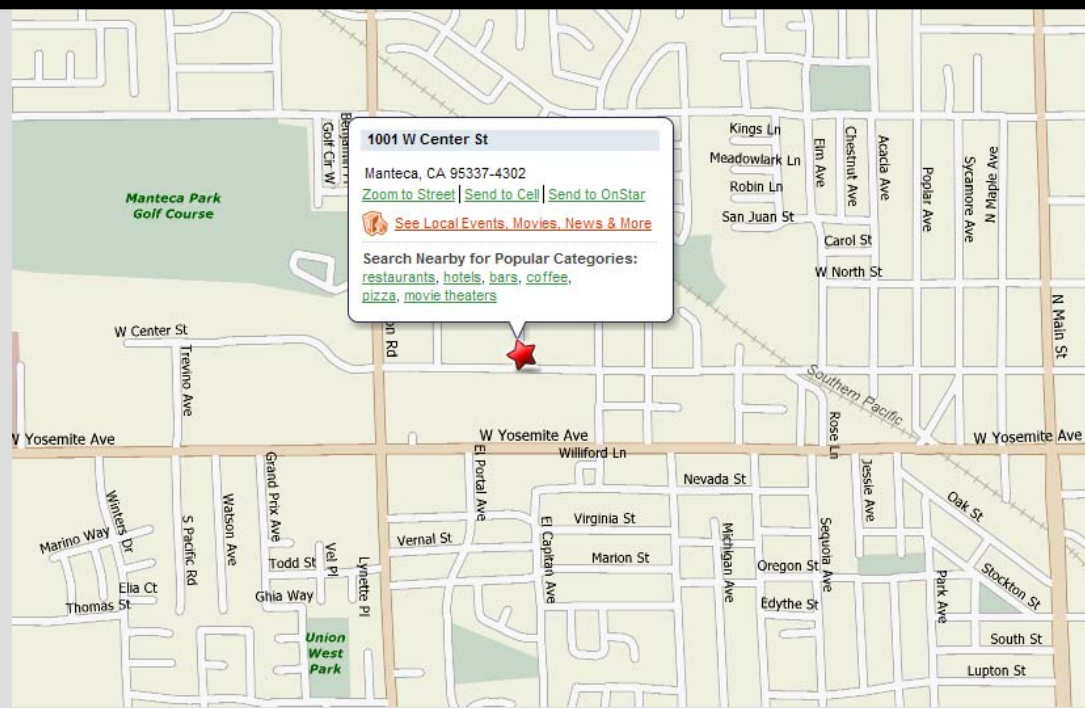 1001 W Center St
Manteca, CA 95337-4302
Zoom to Street | Send to Cell | Send to OnStar
See Local Events, Movies, News & More
Search Nearby for Popular Categories:
restaurants, hotels, bars, coffee,
pizza, movie theaters
Manteca Park
Golf Course
Golf Cir W
Kings Ln
Meadowlark Ln
Robin Ln
San Juan St
Elm Ave
Chestnut Ave
Acacia Ave
Poplar Ave
Sycamore Ave
N Maple Ave
Carol St
W North St
N Main St
W Center St
Trevino Ave
on Rd
Southern Pacific
Rose Ln
W Yosemite Ave
W Yosemite Ave
W Yosemite Ave
Williford Ln
El Portal Ave
Grand Prix Ave
Watson Ave
S Pacific Rd
Winters Dr
Marino Way
Elia Ct
Thomas St
Todd St
Vel Pl
Lynette Pl
Ghia Way
Union
West
Park
Vernal St
El Capitan Ave
Virginia St
Marion St
Nevada St
Michigan Ave
Oregon St
Edythe St
Sequoia Ave
Jessie Ave
Oak St
Stockton St
Park Ave
South St
Lupton St